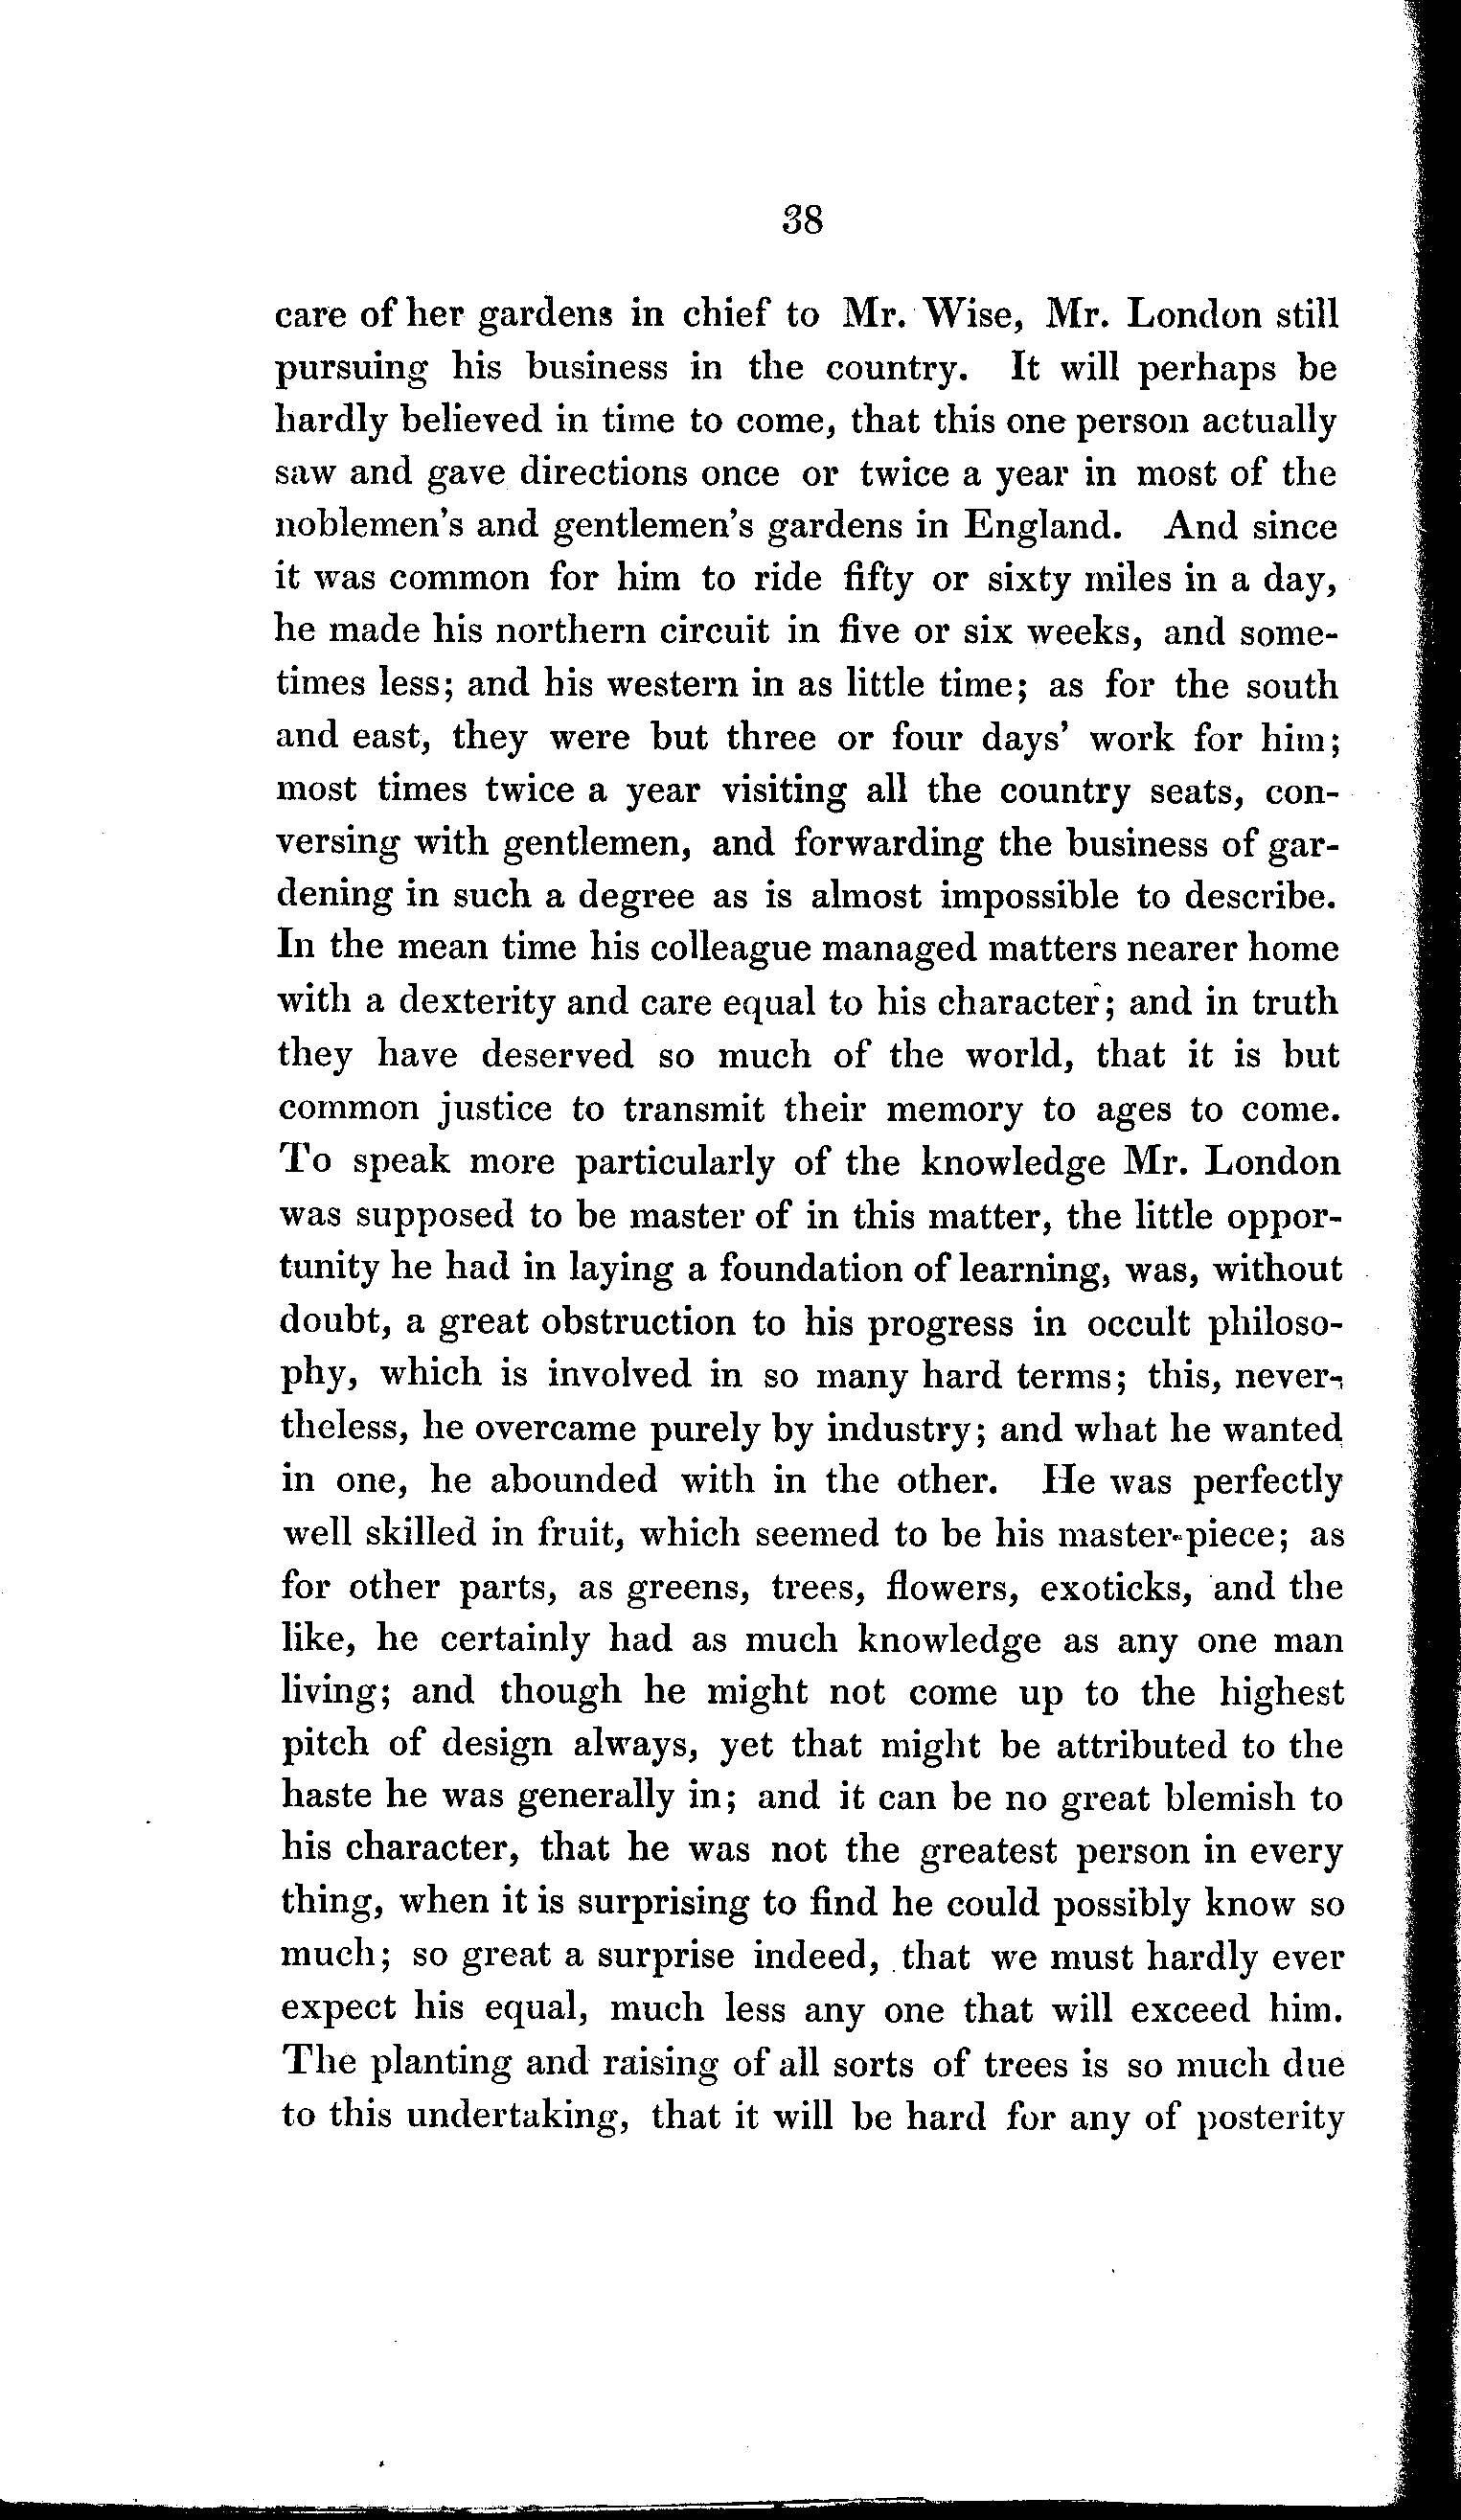 38
care of her gardens in chief to Mr. Wise, Mr. London still
pursuing his business in the country. It will perhaps be
hardly believed in time to come, that this one person actually
saw and gave directions once or twice a year in most of the
noblemen's and gentlemen's gardens in England. And since
it was common for him to ride fifty or sixty miles in a day,
he made his northern circuit in five or six weeks, and some-
times less; and his western in as little time; as for the south
and east, they were but three or four days' work for him;
most times twice a year visiting all the country seats, con-
versing with gentlemen, and forwarding the business of gar-
dening in such a degree as is almost impossible to describe.
In the mean time his colleague managed matters nearer home
with a dexterity and care equal to his character; and in truth
they have deserved so much of the world, that it is but
common justice to transmit their memory to ages to come.
To speak more particularly of the knowledge Mr. London
was supposed to be master of in this matter, the little oppor-
tunity he had in laying a foundation of learning, was, without
doubt, a great obstruction to his progress in occult philoso-
phy, which is involved in so many hard terms; this, never-
theless, he overcame purely by industry; and what he wanted
in one, he abounded with in the other. He was perfectly
well skilled in fruit, which seemed to be his master-piece; as
for other parts, as greens, trees, flowers, exoticks, and the
like, he certainly had as much knowledge as any one man
living; and though he might not come up to the highest
pitch of design always, yet that might be attributed to the
haste he was generally in; and it can be no great blemish to
his character, that he was not the greatest person in every
thing, when it is surprising to find he could possibly know so
much; so great a surprise indeed, that we must hardly ever
expect his equal, much less any one that will exceed him.
The planting and raising of all sorts of trees is so much due
to this undertaking, that it will be hard for any of posterity